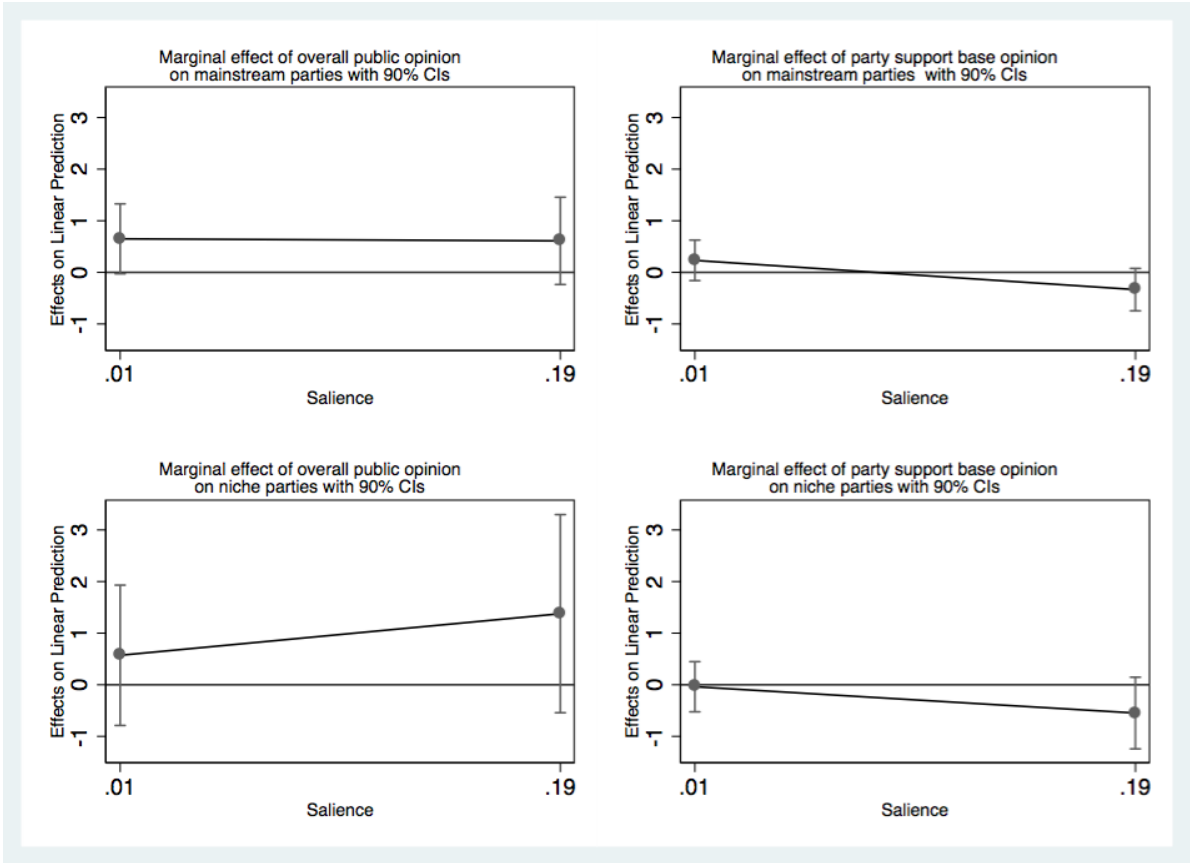 Marginal effect of overall public opinion
on mainstream parties with 90% CIs
Effects on Linear Prediction
3
2
1
0
-1
.01
.19
Salience
Marginal effect of party support base opinion
on mainstream parties  with 90% CIs
Effects on Linear Prediction
3
2
1
0
-1
.01
.19
Salience
Marginal effect of overall public opinion
on niche parties with 90% CIs
Effects on Linear Prediction
3
2
1
0
-1
.01
.19
Salience
Marginal effect of party support base opinion
on niche parties with 90% CIs
Effects on Linear Prediction
3
2
1
0
-1
.01
.19
Salience